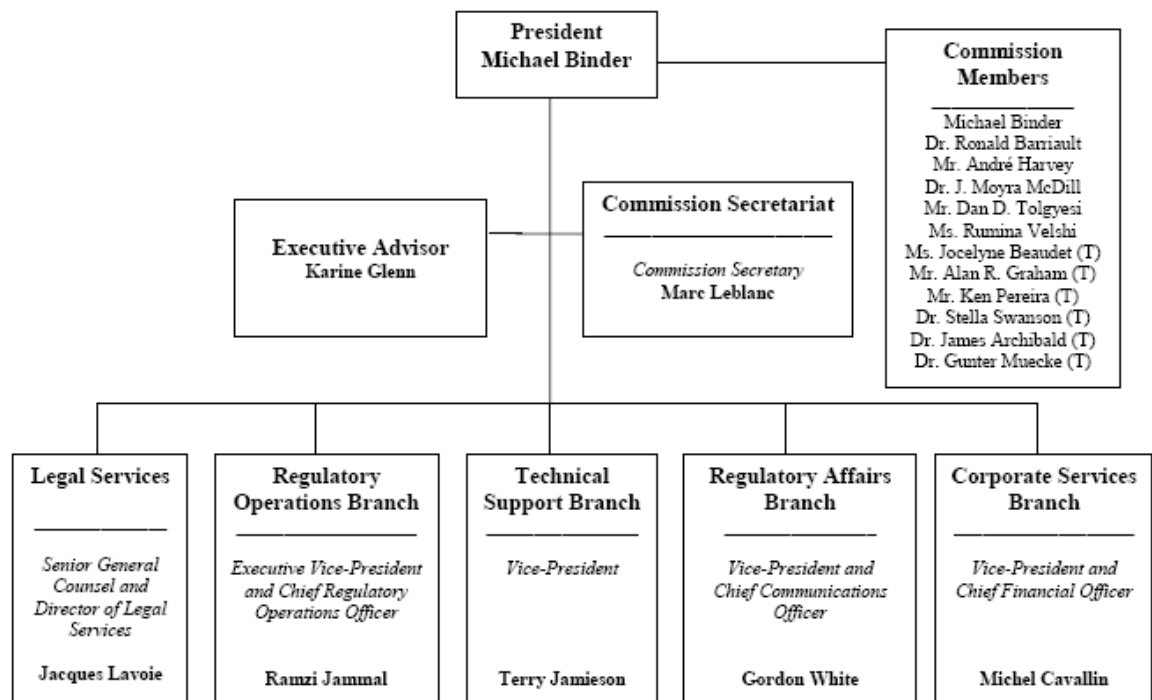 President
Michael Binder
Commission
Members
Michael Binder
Dr. Ronald Barriault
Mr. André Harvey
Dr. J. Moyra McDill
Mr. Dan D. Tolgyesi
Ms. Rumina Velshi
Ms. Jocelyne Beaudet (T)
Mr. Alan R. Graham (T)
Mr. Ken Pereira (T)
Dr. Stella Swanson (T)
Dr. James Archibald (T)
Dr. Gunter Muecke (T)
Executive Advisor
Karine Glenn
Commission Secretariat
Commission Secretary
Marc Leblanc
Legal Services
Senior General
Counsel and
Director of Legal
Services
Jacques Lavoie
Regulatory
Operations Branch
Executive Vice-President
and Chief Regulatory
Operations Officer
Ramzi Jammal
Technical
Support Branch
Vice-President
Terry Jamieson
Regulatory Affairs
Branch
Vice-President and
Chief Communications
Officer
Gordon White
Corporate Services
Branch
Vice-President and
Chief Financial Officer
Michel Cavallin